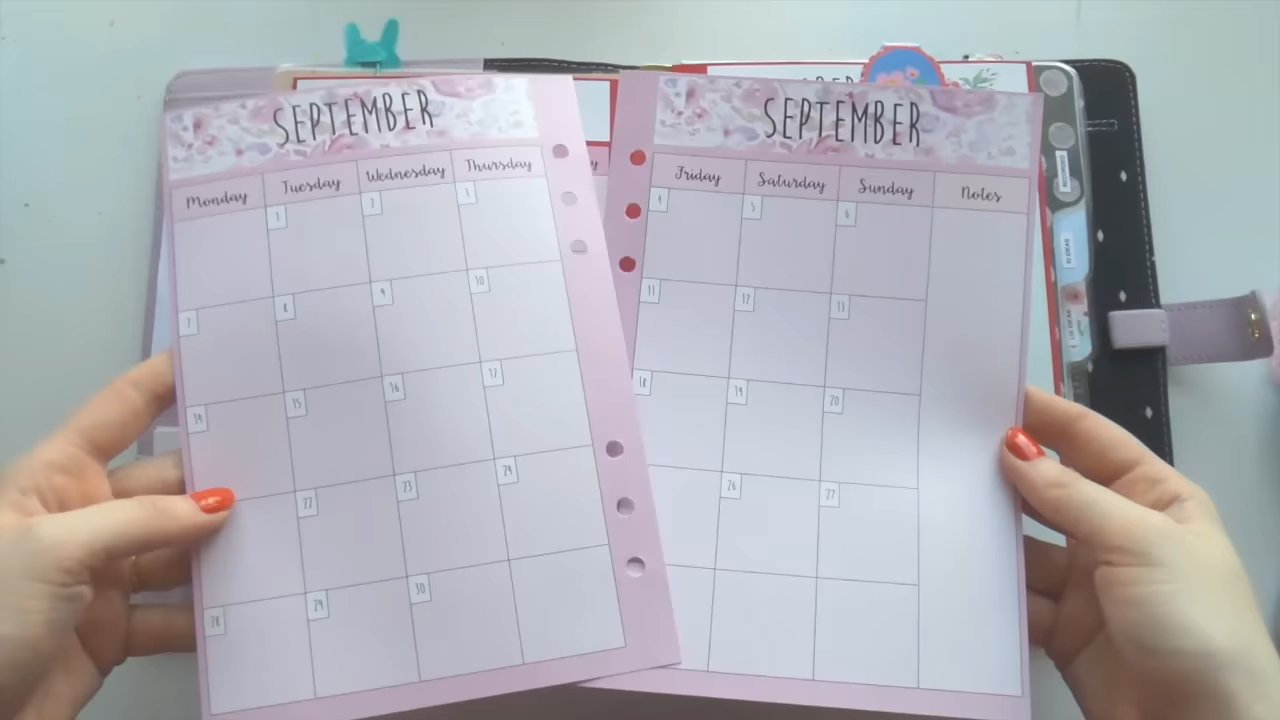 SEPTEMBER
Monday Tuesday Wednesday Thursday
1 2 3
7 8 9 10
14 15 16 17
22 23 24
28 29 30
SEPTEMBER
Friday Saturday Sunday Notes
4 5 6
11 12 13
18 19 20
26 27